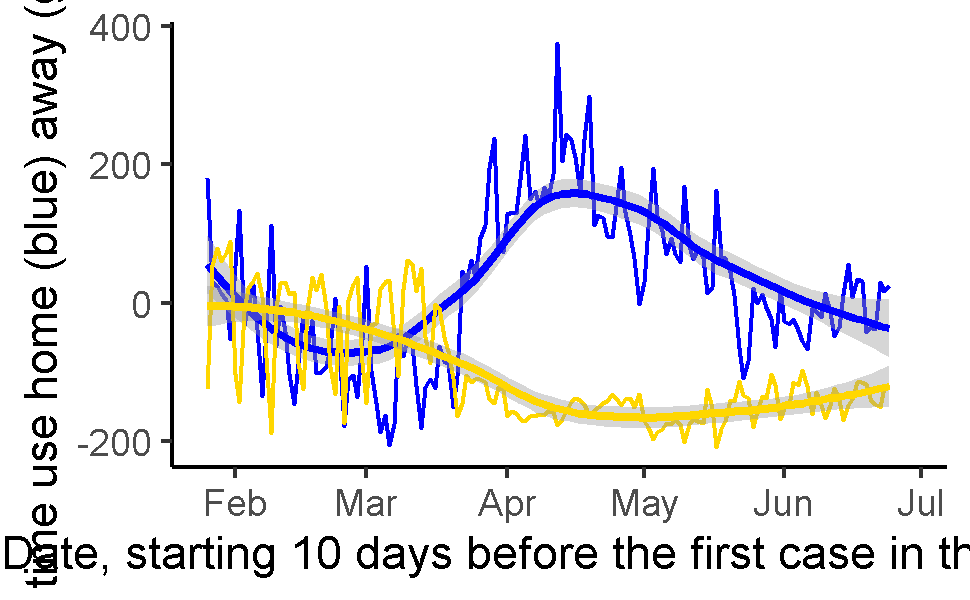 400
200
0
-200
Feb Mar Apr May Jun Jul
time use home (blue) away (
Date, starting 10 days before the first case in th